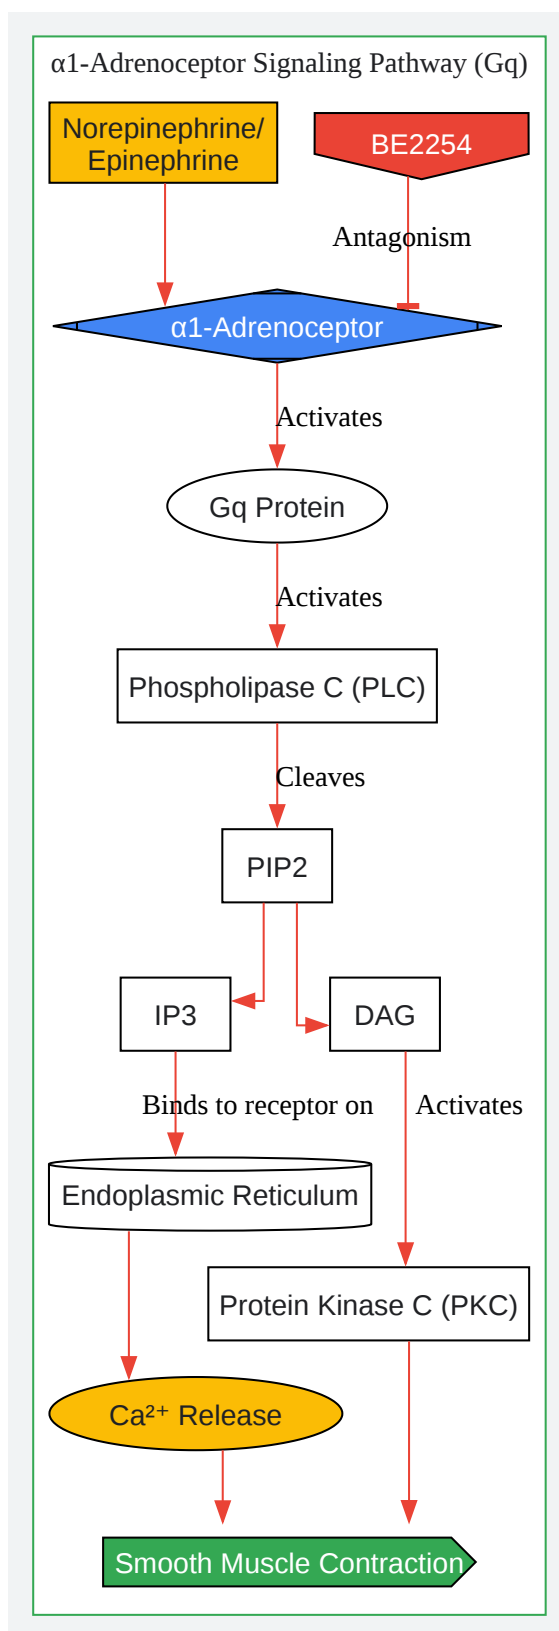 α1-Adrenoceptor Signaling Pathway (Gq)
Norepinephrine/
Epinephrine
BE2254
Antagonism
α1-Adrenoceptor
Activates
Gq Protein
Activates
Phospholipase C (PLC)
Cleaves
PIP2
IP3
DAG
Binds to receptor on
Activates
Endoplasmic Reticulum
Protein Kinase C (PKC)
Ca²⁺ Release
Smooth Muscle Contraction